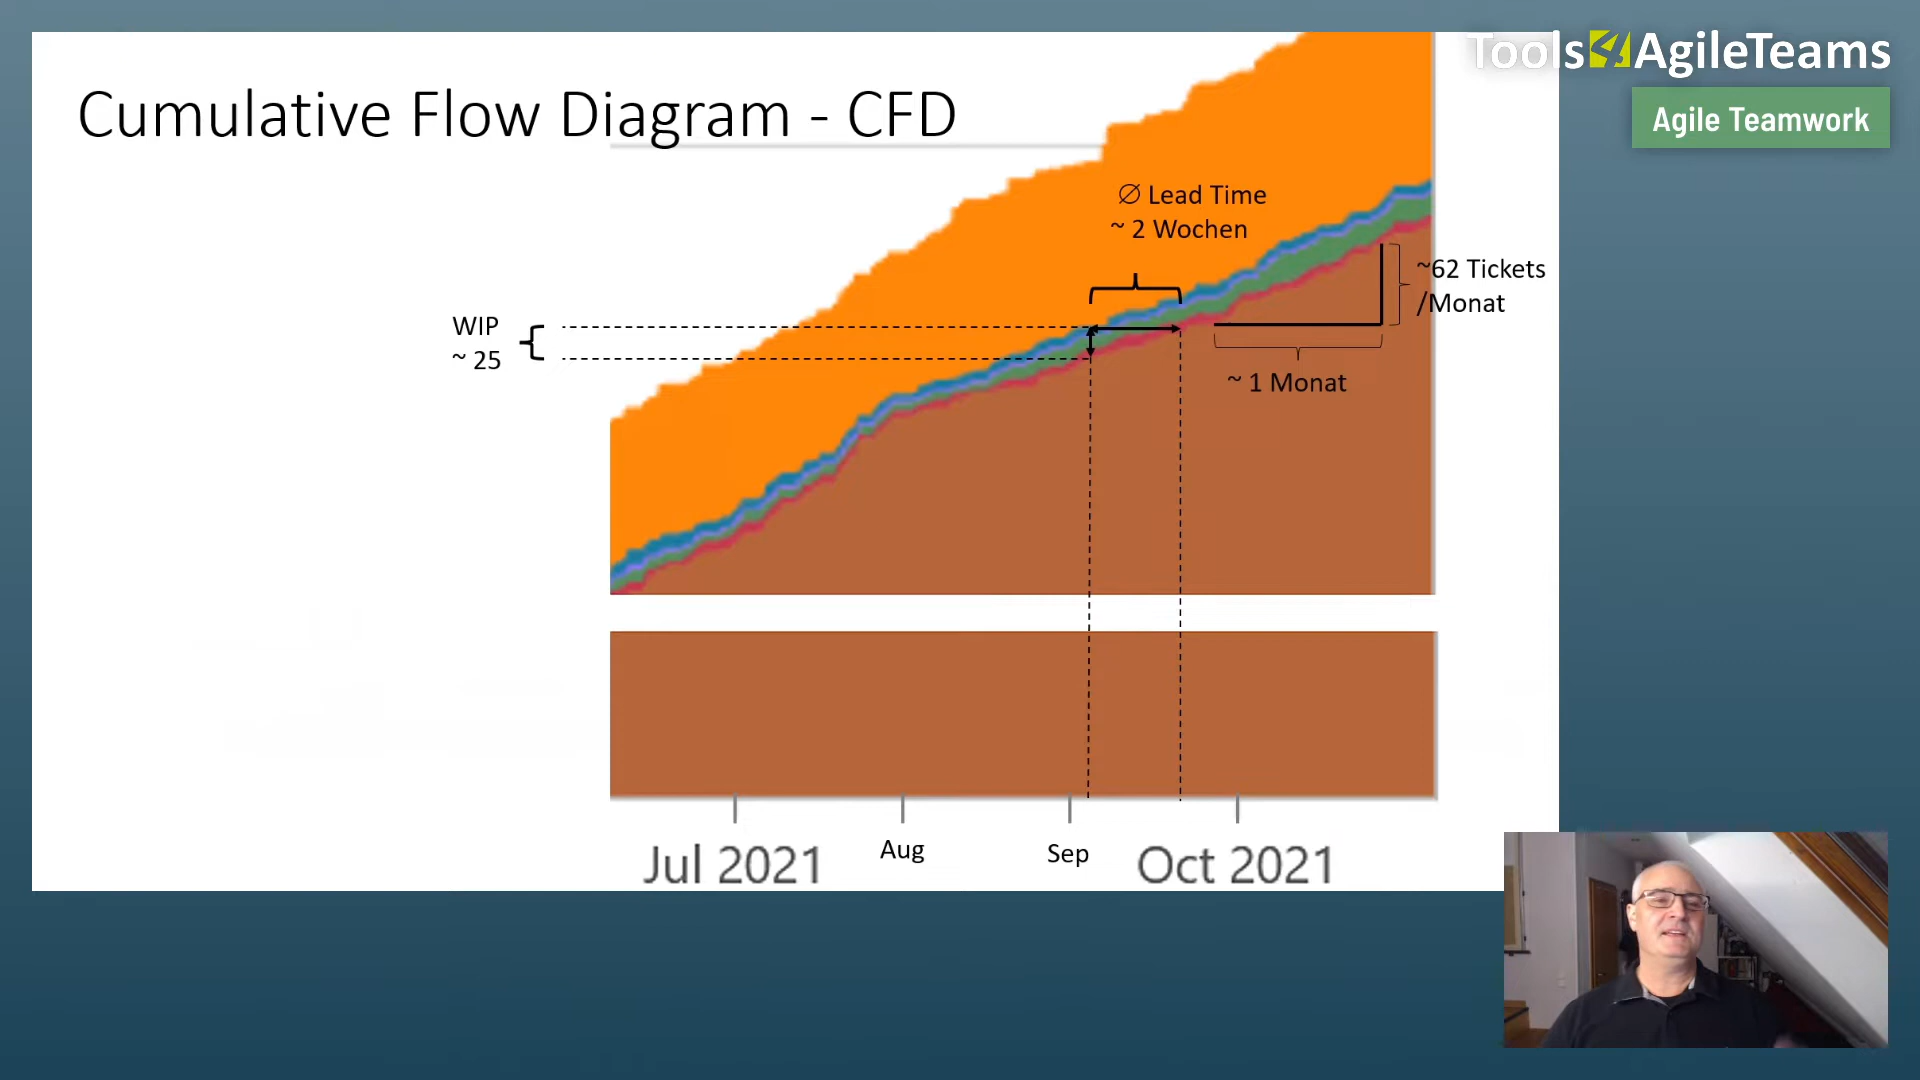 Tools4AgileTeams
Agile Teamwork
Cumulative Flow Diagram - CFD
∅ Lead Time
~ 2 Wochen
~62 Tickets
/Monat
WIP
~ 25
~ 1 Monat
Jul 2021
Aug
Sep
Oct 2021